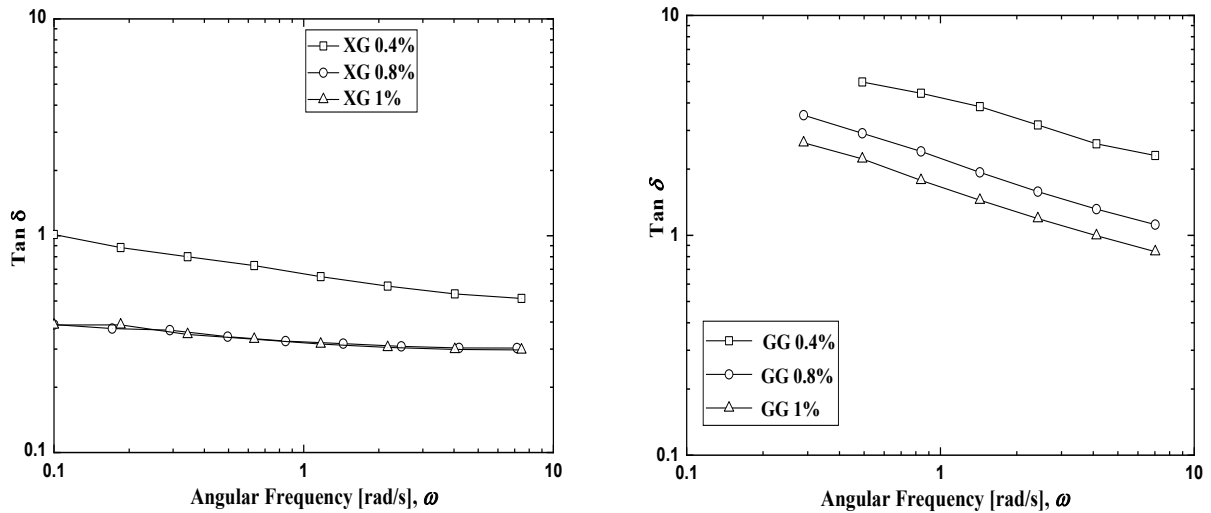 10
XG 0.4%
XG 0.8%
XG 1%
Tan δ
1
0.1
0.1
1
10
Angular Frequency [rad/s], ω
10
Tan δ
1
GG 0.4%
GG 0.8%
GG 1%
0.1
0.1
1
10
Angular Frequency [rad/s], ω